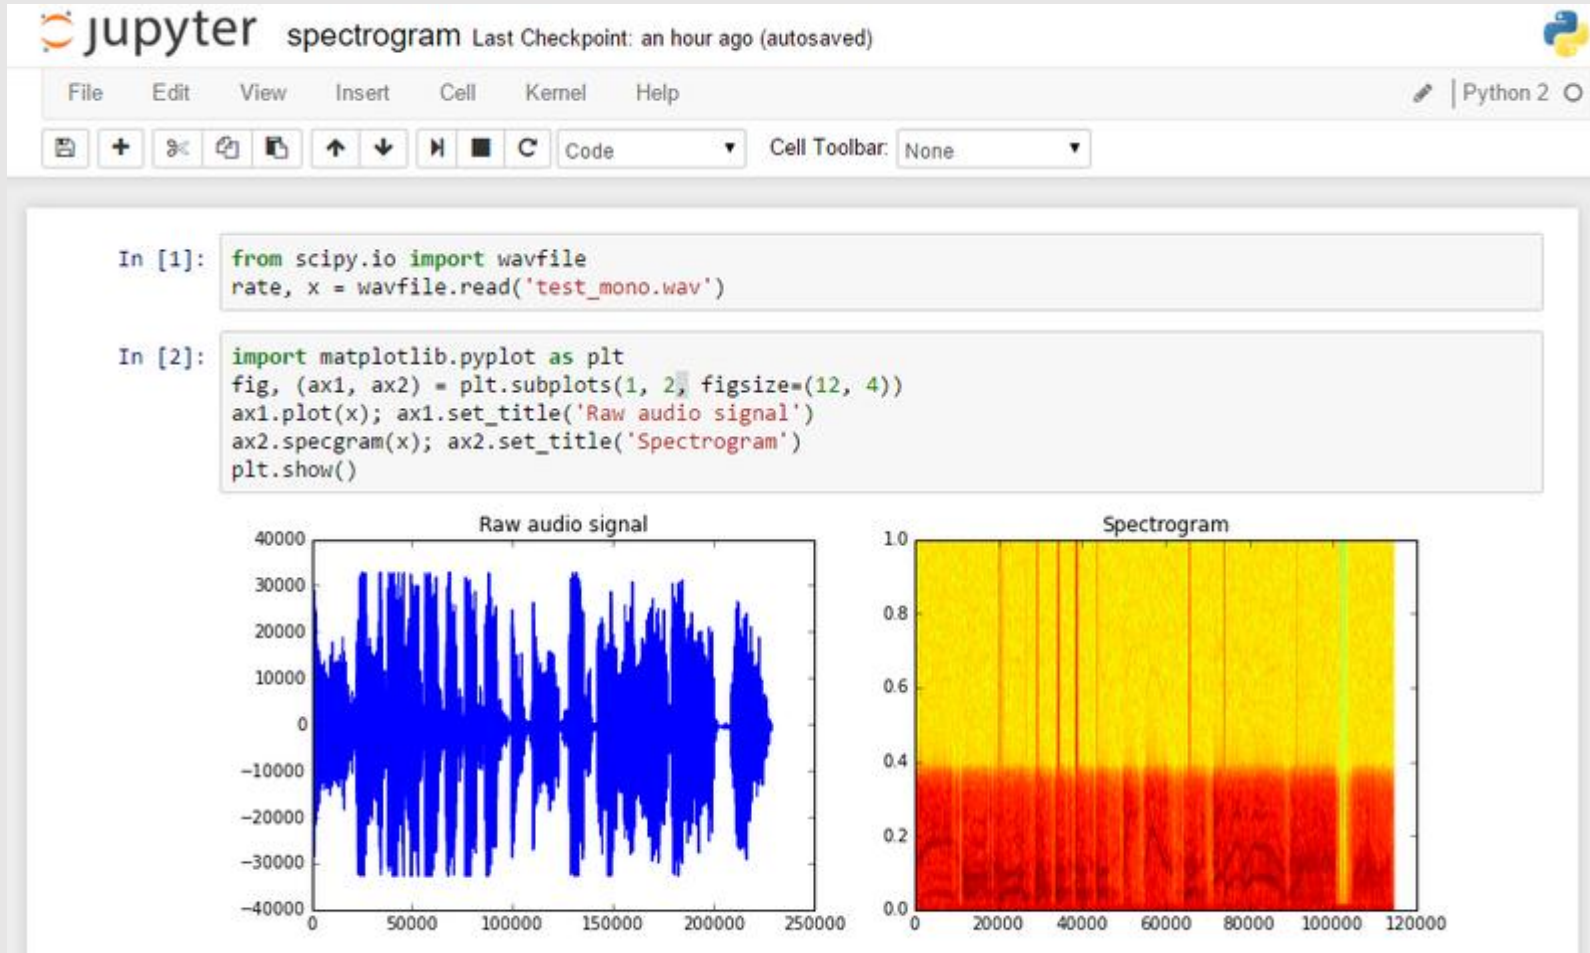 jupyter spectrogram Last Checkpoint: an hour ago (autosaved)
File Edit View Insert Cell Kernel Help | Python 2
Code Cell Toolbar: None
In [1]: from scipy.io import wavfile
rate, x = wavfile.read('test_mono.wav')
In [2]: import matplotlib.pyplot as plt
fig, (ax1, ax2) = plt.subplots(1, 2, figsize=(12, 4))
ax1.plot(x); ax1.set_title('Raw audio signal')
ax2.specgram(x); ax2.set_title('Spectrogram')
plt.show()
Raw audio signal
40000
30000
20000
10000
0
−10000
−20000
−30000
−40000
0 50000 100000 150000 200000 250000
Spectrogram
1.0
0.8
0.6
0.4
0.2
0.0
0 20000 40000 60000 80000 100000 120000